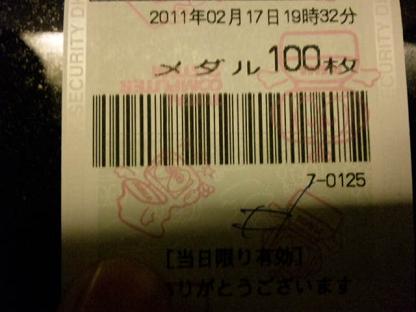 2011年02月17日19時32分
SECURITY D
メダル100枚
7-0125
[当日限り有効]
りがとうございます